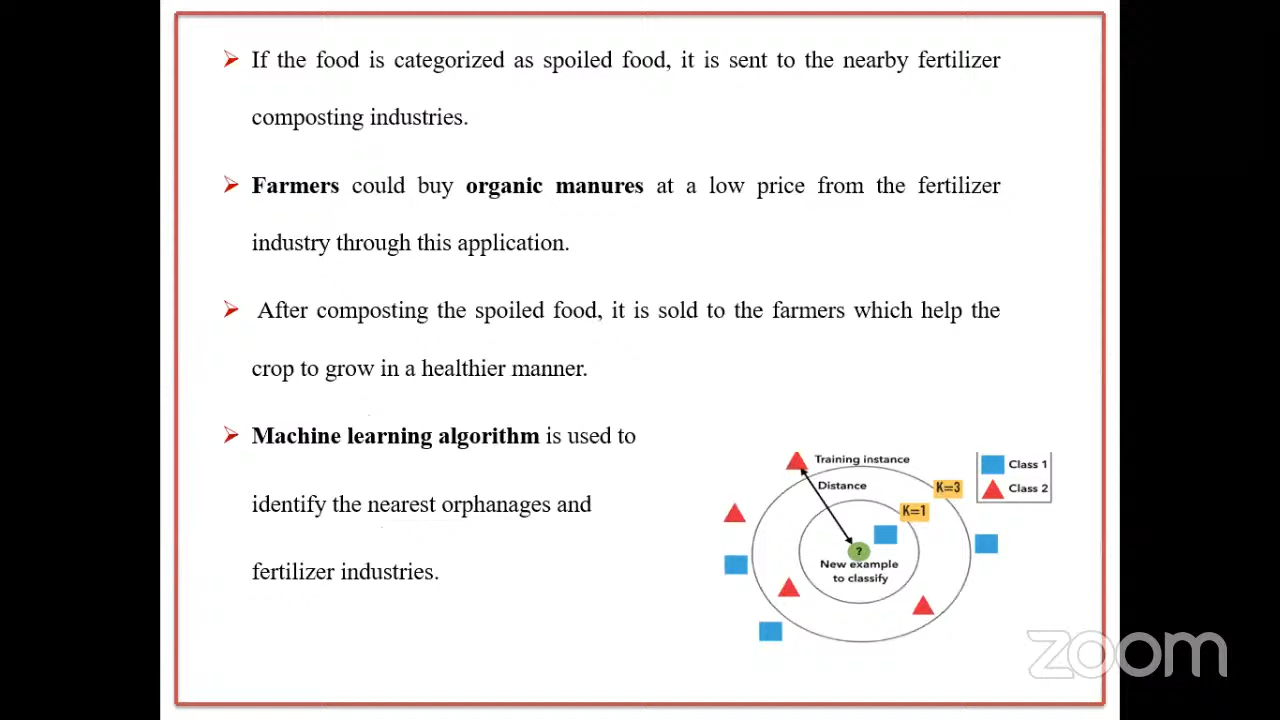 If the food is categorized as spoiled food, it is sent to the nearby fertilizer
composting industries.
Farmers could buy organic manures at a low price from the fertilizer
industry through this application.
After composting the spoiled food, it is sold to the farmers which help the
crop to grow in a healthier manner.
Machine learning algorithm is used to
identify the nearest orphanages and
fertilizer industries.
Training instance
Class 1
Distance
K=3
Class 2
K=1
?
New example
to classify
zoom